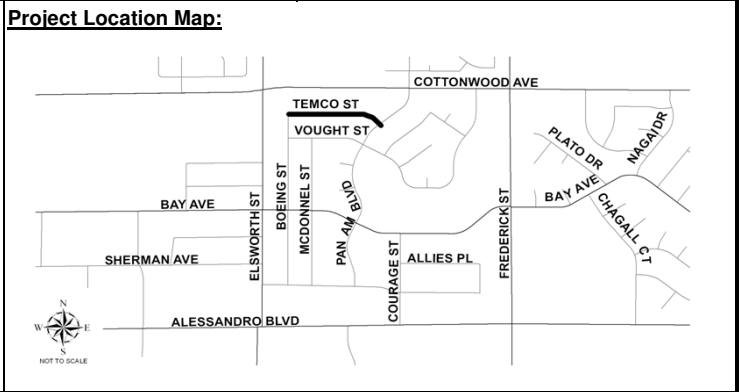 Project Location Map:
COTTONWOOD AVE
TEMCO ST
VOUGHT ST
PLATO DR
NAGAI DR
BAY AVE
ELSWORTH ST
BOEING ST
MCDONNEL ST
PAN AM BLVD
FREDERICK ST
BAY AVE
CHAGALL CT
SHERMAN AVE
COURAGE ST
ALLIES PL
ALESSANDRO BLVD
N
W
E
S
NOT TO SCALE